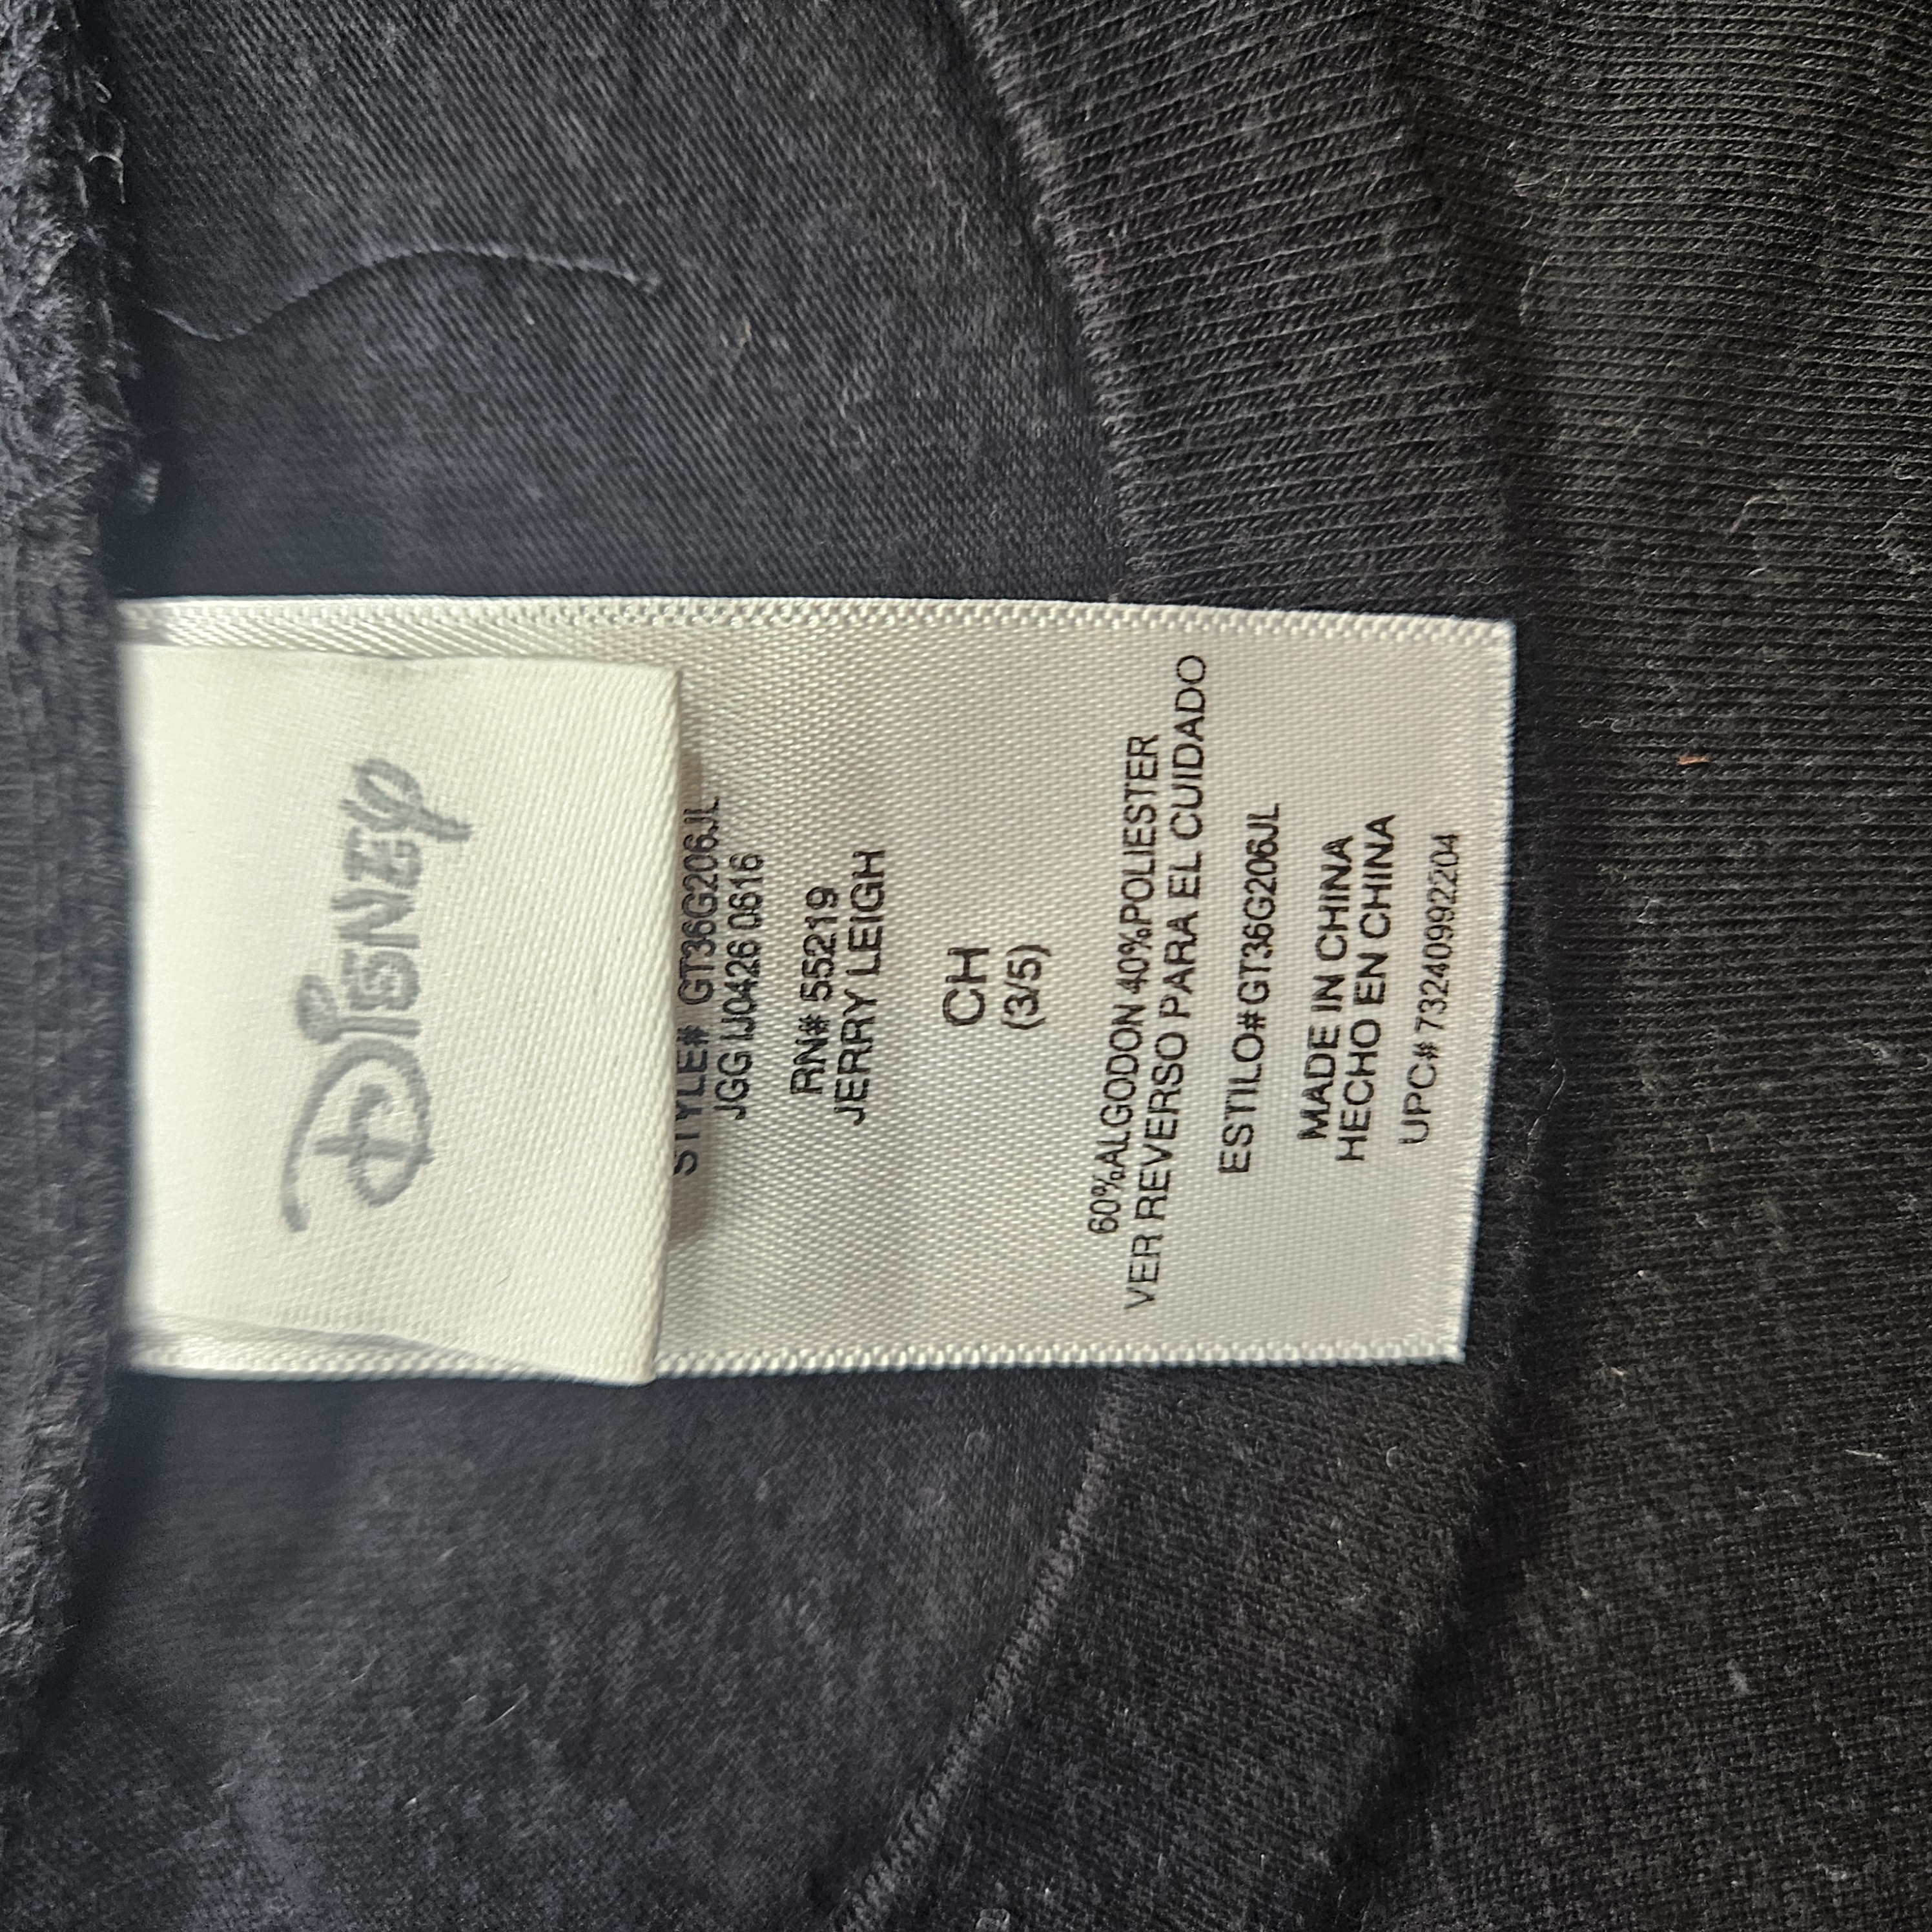 Disney
STYLE# GT36G206JL
JGG IJ0426 0616
RN# 55219
JERRY LEIGH
CH
(3/5)
60%ALGODON 40%POLIESTER
VER REVERSO PARA EL CUIDADO
ESTILO#GT36G206JL
MADE IN CHINA
HECHO EN CHINA
UPC# 73240992204